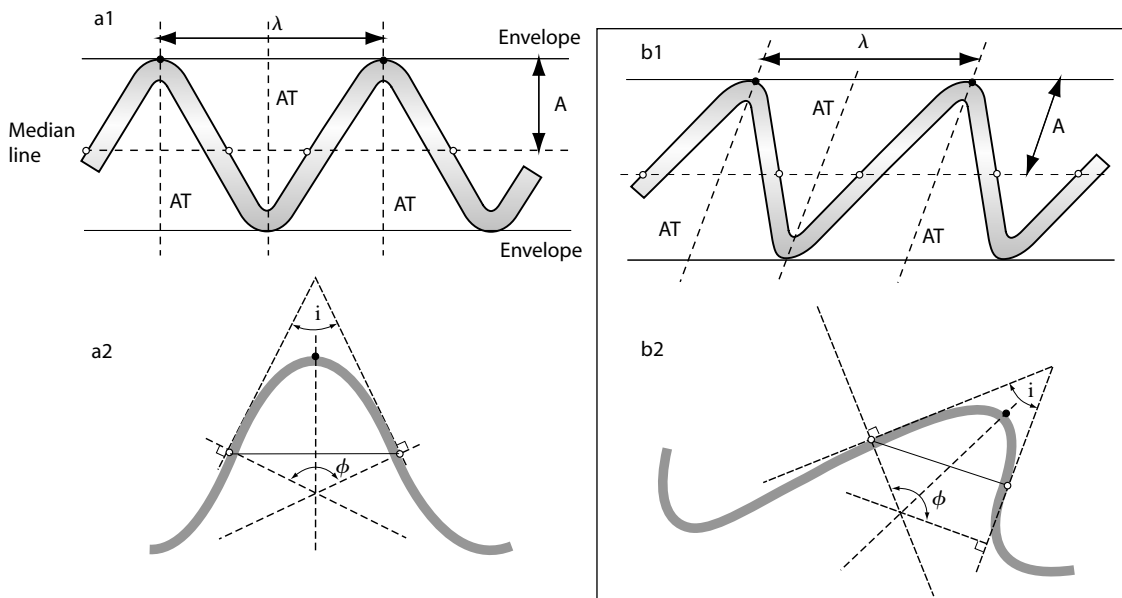 a1
λ
Envelope
AT
A
Median
line
AT
AT
Envelope
a2
i
ϕ
b1
λ
AT
A
AT
AT
b2
i
ϕ